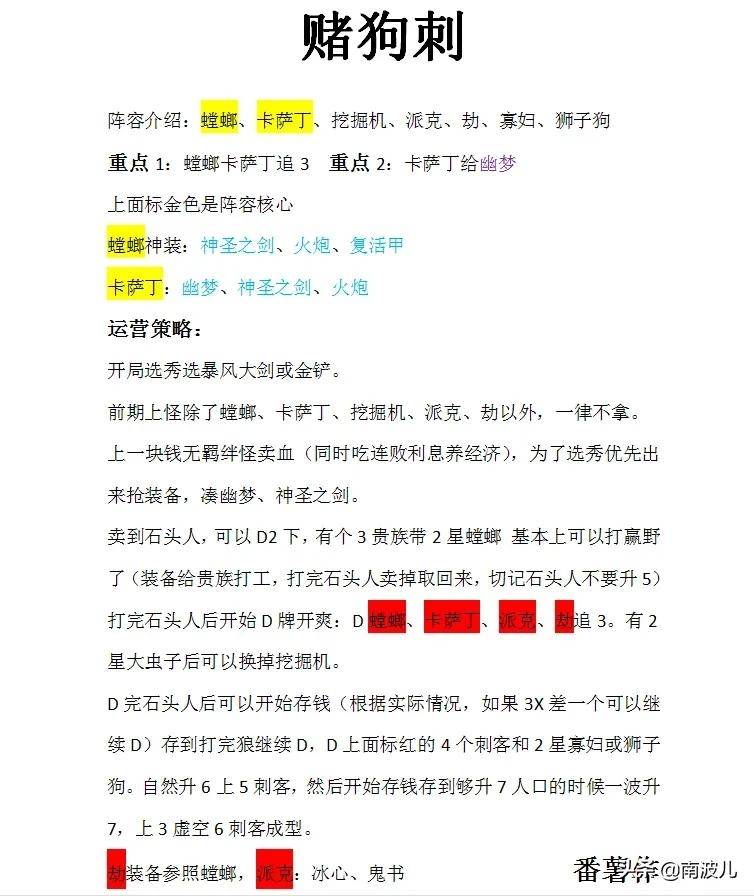 赌狗刺
阵容介绍：螳螂、卡萨丁、挖掘机、派克、劫、寡妇、狮子狗
重点 1：螳螂卡萨丁追 3 重点 2：卡萨丁给幽梦
上面标金色是阵容核心
螳螂神装：神圣之剑、火炮、复活甲
卡萨丁：幽梦、神圣之剑、火炮
运营策略：
开局选秀选暴风大剑或金铲。
前期上怪除了螳螂、卡萨丁、挖掘机、派克、劫以外，一律不拿。
上一块钱无羁绊怪卖血（同时吃连败利息养经济），为了选秀优先出
来抢装备，凑幽梦、神圣之剑。
卖到石头人，可以 D2 下，有个 3 贵族带 2 星螳螂 基本上可以打赢野
了（装备给贵族打工，打完石头人卖掉取回来，切记石头人不要升 5）
打完石头人后开始 D 牌开爽：D 螳螂、卡萨丁、派克、劫追 3。有 2
星大虫子后可以换掉挖掘机。
D 完石头人后可以开始存钱（根据实际情况，如果 3X 差一个可以继
续 D）存到打完狼继续 D，D 上面标红的 4 个刺客和 2 星寡妇或狮子
狗。自然升 6 上 5 刺客，然后开始存钱存到够升 7 人口的时候一波升
7，上 3 虚空 6 刺客成型。
劫装备参照螳螂，派克：冰心、鬼书
番薯作
@南波儿